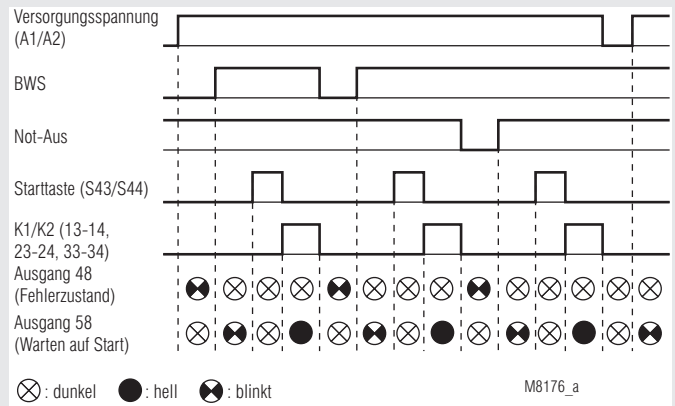 Versorgungsspannung
(A1/A2)
BWS
Not-Aus
Starttaste (S43/S44)
K1/K2 (13-14,
23-24, 33-34)
Ausgang 48
(Fehlerzustand)
Ausgang 58
(Warten auf Start)
: dunkel : hell : blinkt M8176_a